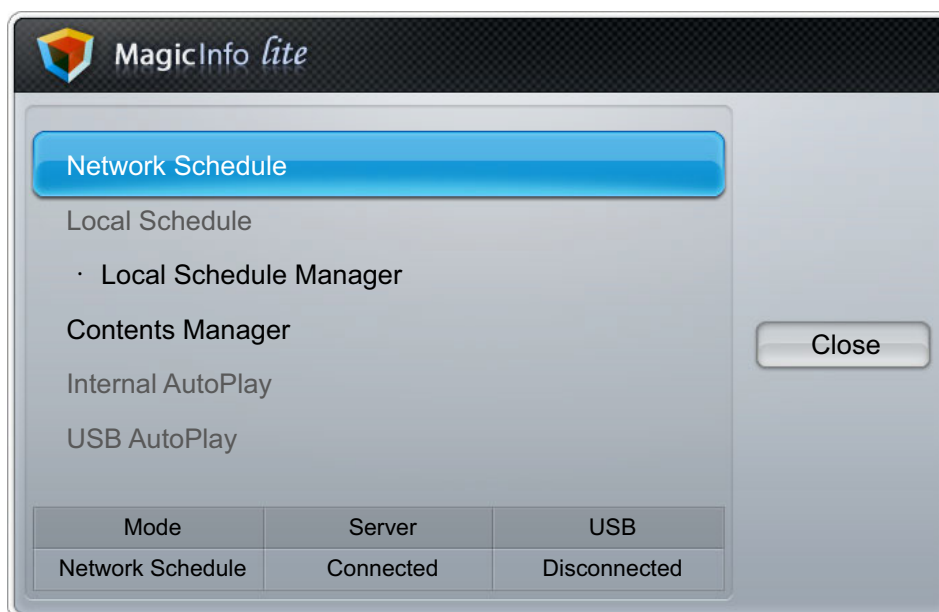 MagicInfo lite
Network Schedule
Local Schedule
· Local Schedule Manager
Contents Manager
Close
Internal AutoPlay
USB AutoPlay
Mode Server USB
Network Schedule Connected Disconnected